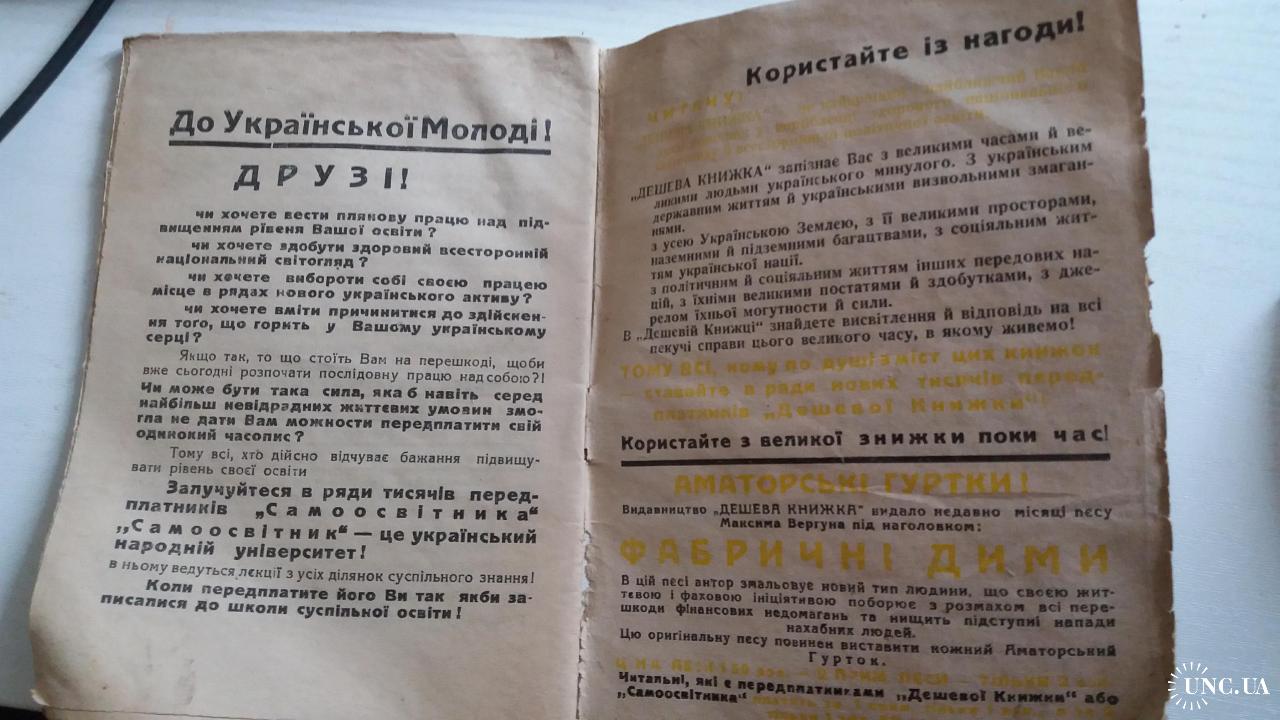 До Української Молоді!
ДРУЗІ!
чи хочете вести плянову працю над під-
вищенням рівеня Вашої освіти?
чи хочете здобути здоровий всесторонній
національний світогляд?
чи хочете вибороти собі своєю працею
місце в рядах нового українського активу?
чи хочете вміти причинитися до здійснен-
ня того, що горить у Вашому українському
серці?
Якщо так, то що стоїть Вам на перешкоді, щоби
вже сьогодні розпочати послідовну працю над собою?!
Чи може бути така сила, яка б навіть серед
найбільш невідрадних життєвих умовин змо-
гла не дати Вам можности передплатити свій
одинокий часопис?
Тому всі, хто дійсно відчуває бажання підвищу-
вати рівень своєї освіти
Залучуйтеся в ряди тисячів перед-
платників „Самоосвітника“
„Самоосвітник“ — це український
народній університет!
в ньому ведуться лекції з усіх ділянок суспільного знання!
Коли передплатите його Ви так якби за-
писалися до школи суспільної освіти!
Користайте із нагоди!
ЧИТАЧУ!
„ДЕШЕВА КНИЖКА“ запізнає Вас з великими часами й ве-
ликими людьми українського минулого. З українським
державним життям й українськими визвольними змаган-
нями.
з усею Українською Землею, з її великими просторами,
наземними й підземними багацтвами, з соціяльним жит-
тям української нації.
з політичним й соціяльним життям інших передових на-
цій, з їхніми великими постатями й здобутками, з дже-
релом їхньої могутности й сили.
В „Дешевій Книжці“ знайдете висвітлення й відповідь на всі
пекучі справи цього великого часу, в якому живемо!
ТОМУ ВСІ, кому по душі зміст цих книжок
— ставайте в ряди нових тисячів перед-
платників „Дешевої Книжки“!
Користайте з великої знижки поки час!
АМАТОРСЬКІ ГУРТКИ!
Видавництво „ДЕШЕВА КНИЖКА“ видало недавно місяці пєсу
Максима Вергуна під наголовком:
ФАБРИЧНІ ДИМИ
В цій пєсі автор змальовує новий тип людини, що своєю жит-
тєвою і фаховою ініціятивою поборює з розмахом всі пере-
шкоди фінансових недомагань та нищить підступні напади
нахабних людей.
Цю оригінальну пєсу повинен виставити кожний Аматорський
Гурток.
Читальні, які є передплатниками „Дешевої Книжки“ або
„Самоосвітника“
UNC.UA